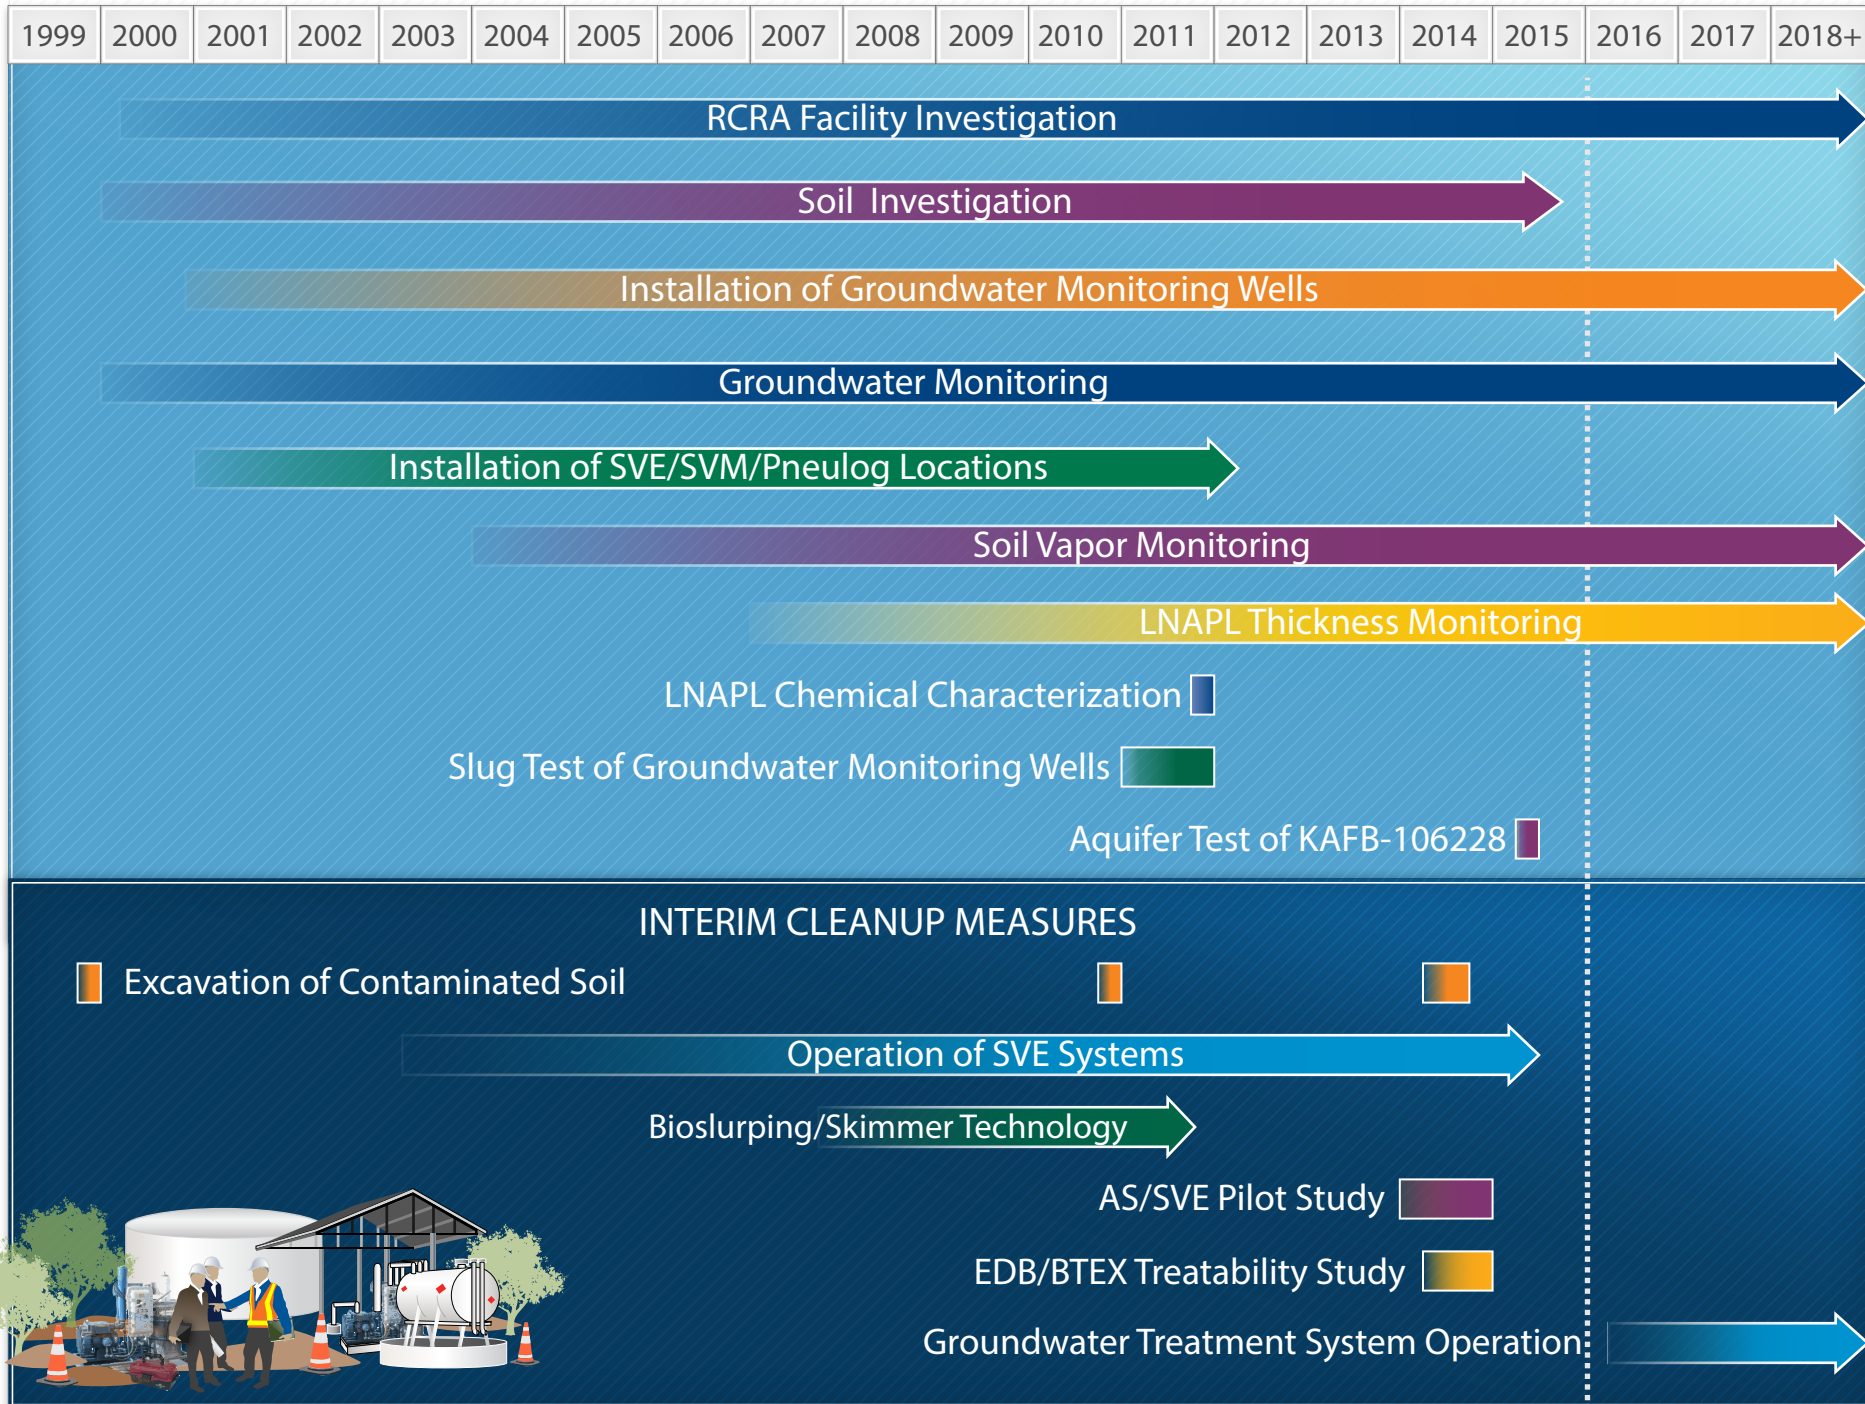 1999 2000 2001 2002 2003 2004 2005 2006 2007 2008 2009 2010 2011 2012 2013 2014 2015 2016 2017 2018+
RCRA Facility Investigation
Soil Investigation
Installation of Groundwater Monitoring Wells
Groundwater Monitoring
Installation of SVE/SVM/Pneulog Locations
Soil Vapor Monitoring
LNAPL Thickness Monitoring
LNAPL Chemical Characterization
Slug Test of Groundwater Monitoring Wells
Aquifer Test of KAFB-106228
INTERIM CLEANUP MEASURES
Excavation of Contaminated Soil
Operation of SVE Systems
Bioslurping/Skimmer Technology
AS/SVE Pilot Study
EDB/BTEX Treatability Study
Groundwater Treatment System Operation